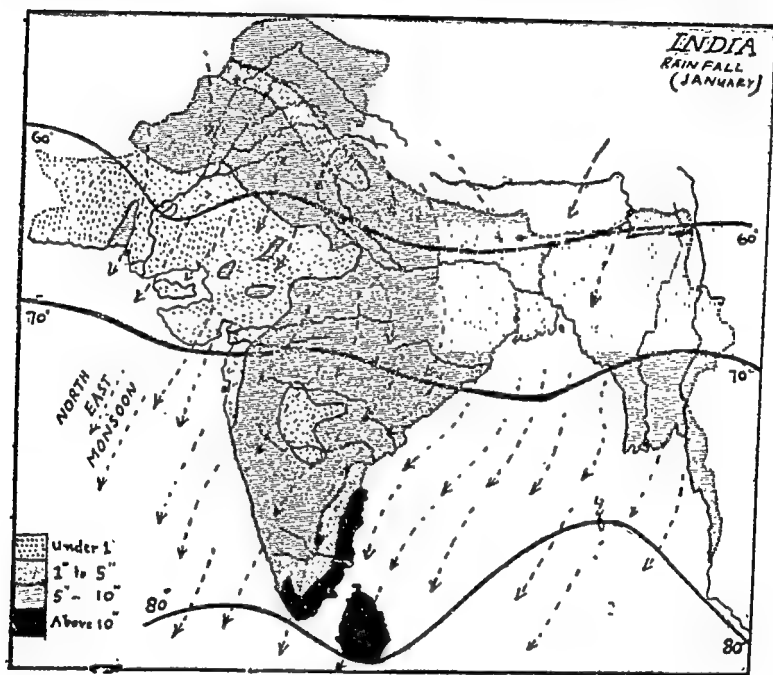 INDIA
RAINFALL
(JANUARY)
60°
60°
70°
70°
NORTH
EAST
MONSOON
Under 1"
1" to 5"
5" - 10"
Above 10"
80°
80°